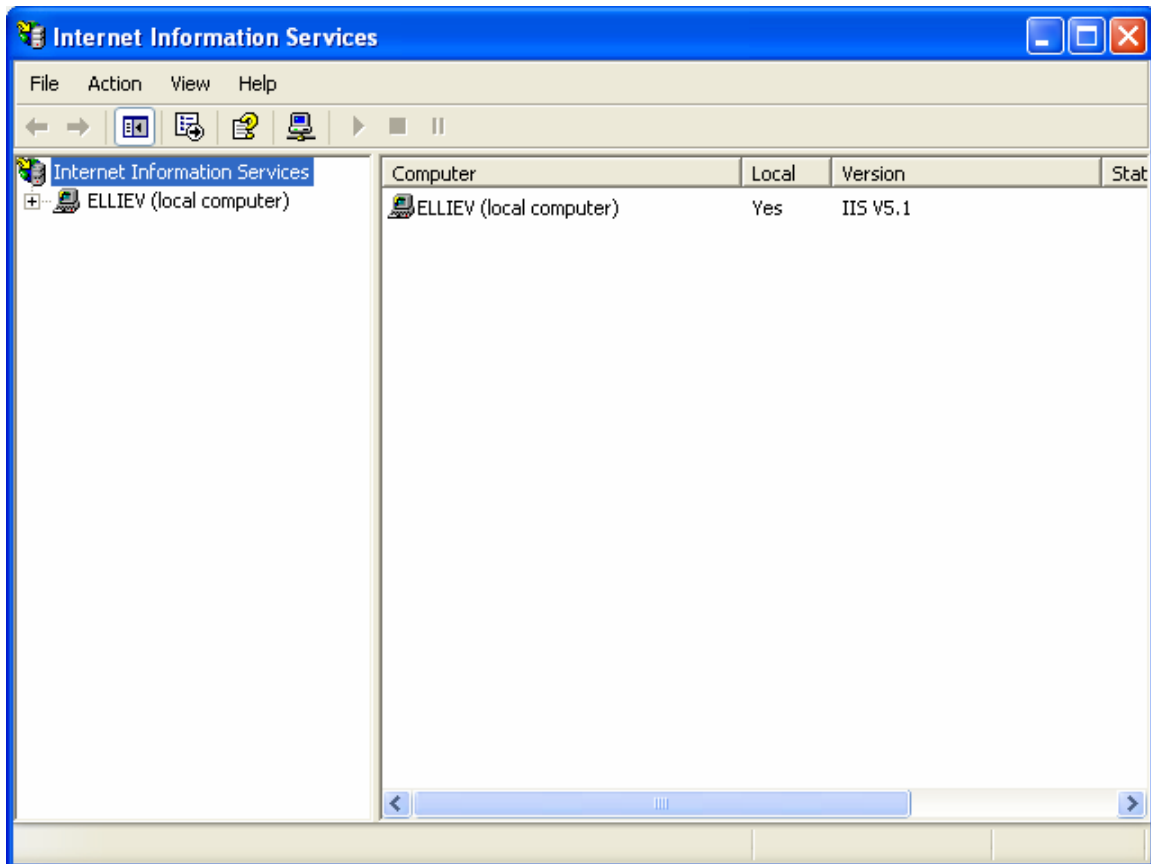 Internet Information Services
File Action View Help
Internet Information Services
ELLIEV (local computer)
Computer Local Version Stat
ELLIEV (local computer) Yes IIS V5.1